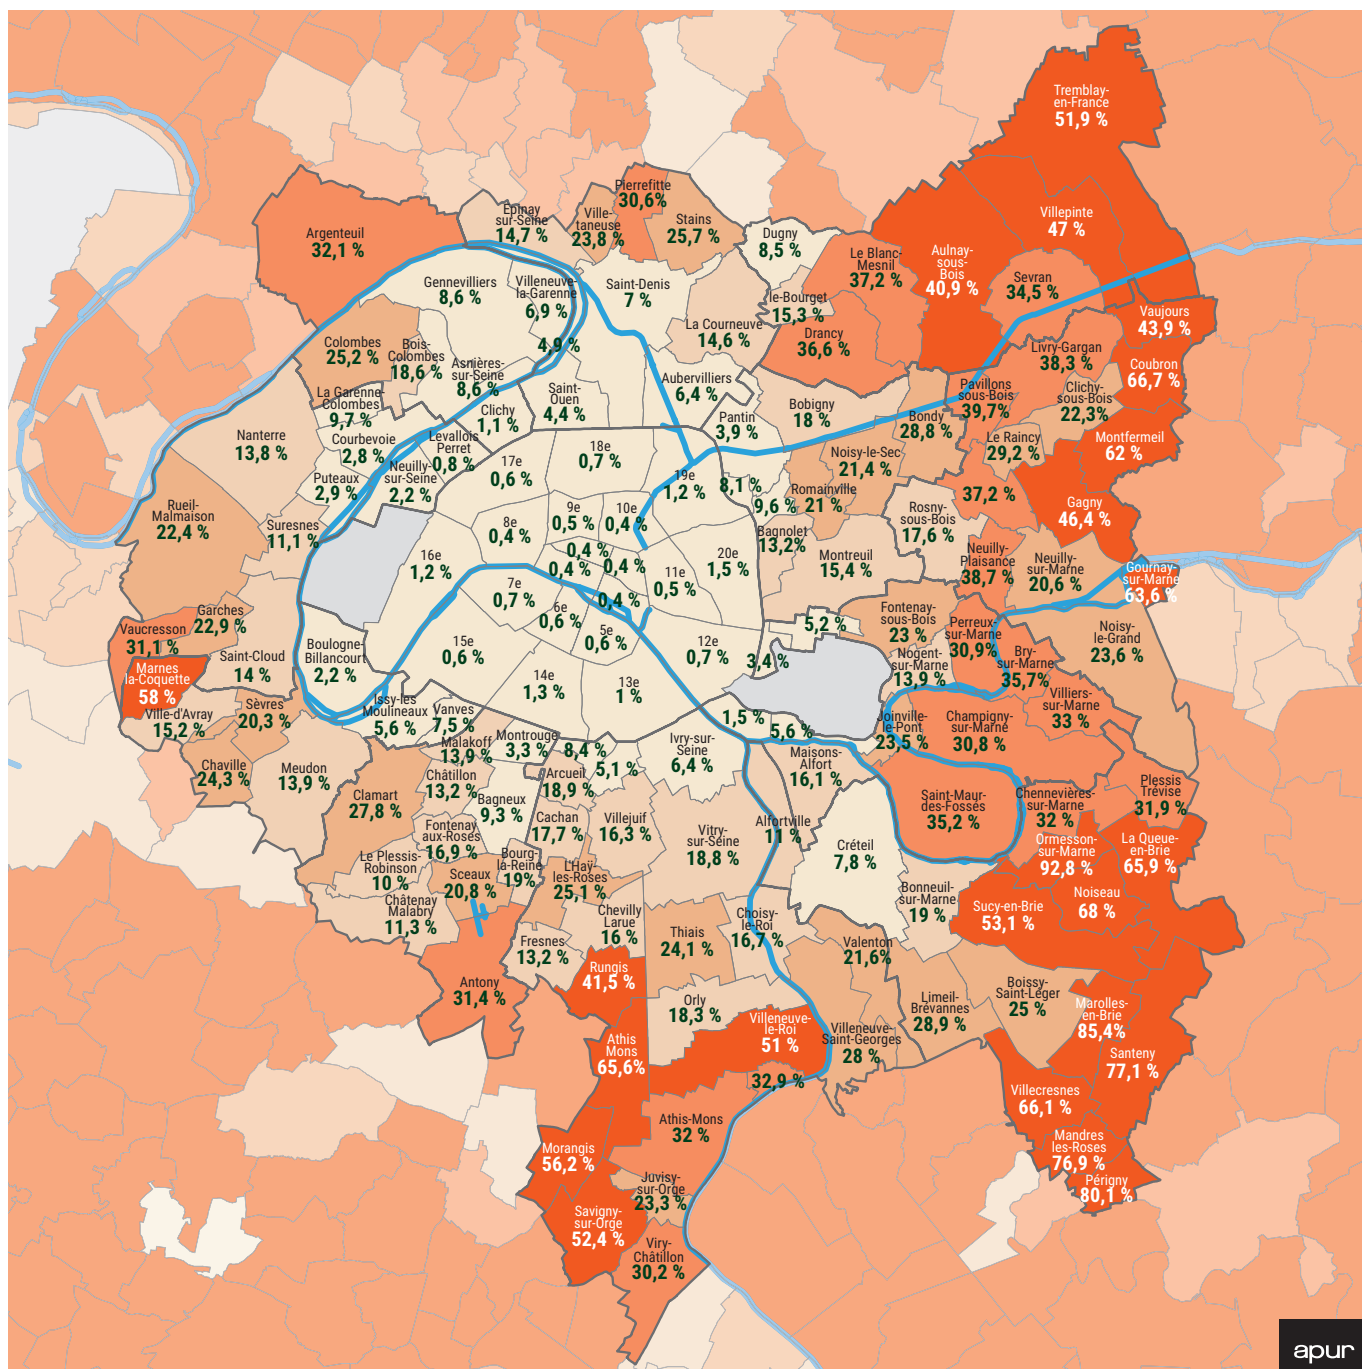 Tremblay-
en-France
51,9 %
Pierrefitte
30,6%
Ville-
taneuse
23,8 %
Stains
25,7 %
Épinay
sur-Seine
14,7 %
Argenteuil
32,1 %
Dugny
8,5 %
Villepinte
47 %
Aulnay-
sous-
Bois
40,9 %
Le Blanc-
Mesnil
37,2 %
Sevran
34,5 %
Gennevilliers
8,6 %
Villeneuve-
la-Garenne
6,9 %
Saint-Denis
7 %
le-Bourget
15,3 %
La Courneuve
14,6 %
Drancy
36,6 %
Vaujours
43,9 %
Colombes
25,2 %
Bois-
Colombes
18,6 %
4,9 %
Asnières-
sur-Seine
8,6 %
Livry-Gargan
38,3 %
Coubron
66,7 %
La Garenne-
Colombes
9,7 %
Saint-
Ouen
4,4 %
Aubervilliers
6,4 %
Pavillons
sous-Bois
39,7%
Clichy-
sous-Bois
22,3%
Clichy
1,1 %
Pantin
3,9 %
Bobigny
18 %
Bondy
28,8 %
Nanterre
13,8 %
Courbevoie
2,8 %
Levallois
Perret
0,8 %
Le Raincy
29,2 %
Montfermeil
62 %
Puteaux
2,9 %
Neuilly-
sur-Seine
2,2 %
17e
0,6 %
18e
0,7 %
19e
1,2 %
8,1 %
Noisy-le-Sec
21,4 %
Romainville
21 %
9,6 %
37,2 %
Gagny
46,4 %
Rueil-
Malmaison
22,4 %
Suresnes
11,1 %
8e
0,4 %
9e
0,5 %
10e
0,4 %
Bagnolet
13,2%
Rosny-
sous-Bois
17,6 %
16e
1,2 %
0,4 %
0,4 %
0,4 %
20e
1,5 %
Montreuil
15,4 %
Neuilly-
Plaisance
38,7 %
Neuilly-
sur-Marne
20,6 %
Gournay-
sur-Marne
63,6 %
7e
0,7 %
11e
0,5 %
0,4 %
Garches
22,9 %
6e
0,6 %
5e
0,6 %
5,2 %
Fontenay-
sous-Bois
23 %
Perreux-
sur-Marne
30,9%
Noisy-
le-Grand
23,6 %
Vaucresson
31,1 %
Boulogne-
Billancourt
2,2 %
15e
0,6 %
12e
0,7 %
3,4 %
Nogent-
sur-Marne
13,9 %
Bry-
sur-Marne
35,7%
Marnes
la-Coquette
58 %
Saint-Cloud
14 %
14e
1,3 %
13e
1 %
Villiers-
sur-Marne
33 %
Ville-d'Avray
15,2 %
Sèvres
20,3 %
Issy-les
Moulineaux
5,6 %
Vanves
7,5 %
1,5 %
5,6 %
Joinville-
le-Pont
23,5 %
Champigny-
sur-Marne
30,8 %
Malakoff
13,9 %
Montrouge
3,3 %
8,4 %
5,1 %
Ivry-sur-
Seine
6,4 %
Maisons-
Alfort
16,1 %
Chaville
24,3 %
Meudon
13,9 %
Clamart
27,8 %
Châtillon
13,2 %
Arcueil
18,9 %
Bagneux
9,3 %
Saint-Maur-
des-Fossés
35,2 %
Chennevières-
sur-Marne
32 %
Plessis
Trévise
31,9 %
Fontenay
aux-Roses
16,9 %
Cachan
17,7 %
Villejuif
16,3 %
Vitry-
sur-Seine
18,8 %
Alfortville
11 %
Créteil
7,8 %
Ormesson-
sur-Marne
92,8 %
La Queue-
en-Brie
65,9 %
Le Plessis-
Robinson
10 %
Sceaux
20,8 %
Bourg-
la-Reine
19%
L'Haÿ-
les-Roses
25,1 %
Bonneuil-
sur-Marne
19 %
Sucy-en-Brie
53,1 %
Noiseau
68 %
Châtenay
Malabry
11,3 %
Chevilly
Larue
16 %
Choisy-
le-Roi
16,7 %
Fresnes
13,2 %
Thiais
24,1 %
Valenton
21,6%
Rungis
41,5 %
Antony
31,4 %
Orly
18,3 %
Limeil-
Brévannes
28,9 %
Boissy-
Saint-Léger
25 %
Marolles-
en-Brie
85,4%
Villeneuve-
le-Roi
51 %
Villeneuve-
Saint-Georges
28 %
Athis
Mons
65,6%
Santeny
77,1 %
32,9 %
Villecresnes
66,1 %
Athis-Mons
32 %
Mandres
les-Roses
76,9 %
Morangis
56,2 %
Périgny
80,1 %
Juvisy-
sur-Orge
23,3 %
Savigny-
sur-Orge
52,4 %
Viry-
Châtillon
30,2 %
apur